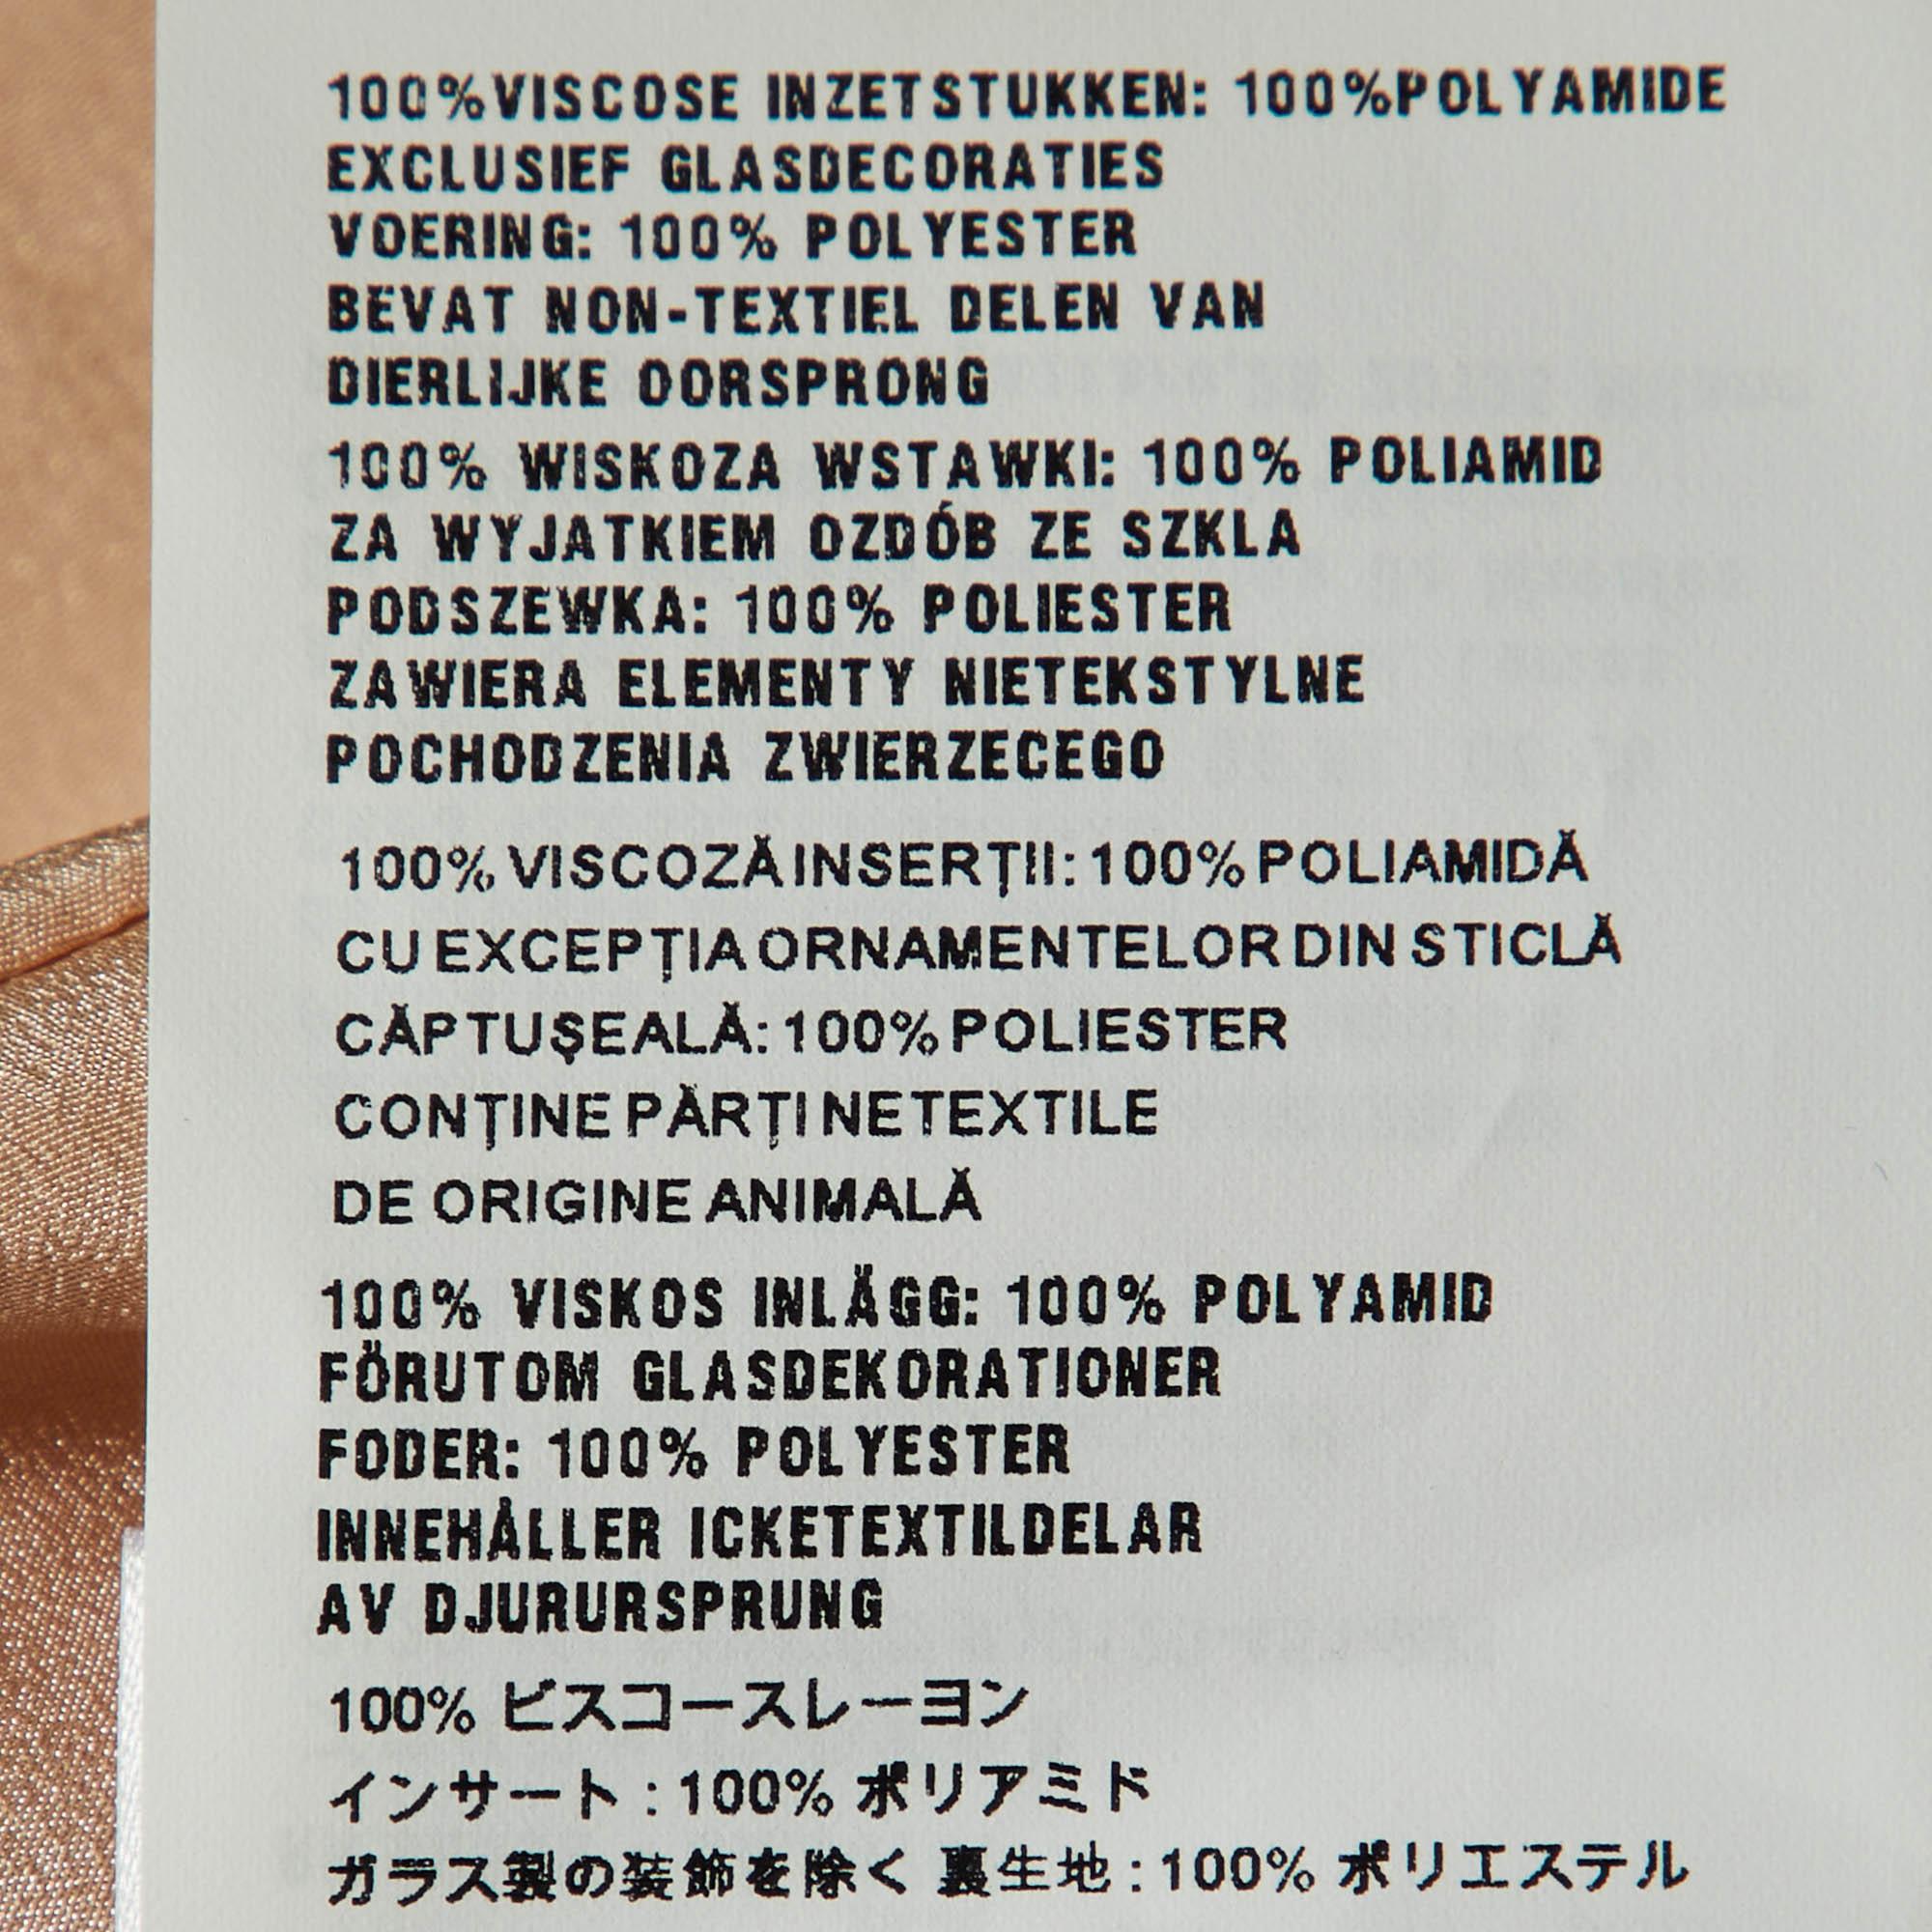 100%VISCOSE INZETSTUKKEN: 100%POLYAMIDE
EXCLUSIEF GLASDECORATIES
VOERING: 100% POLYESTER
BEVAT NON-TEXTIEL DELEN VAN
DIERLIJKE OORSPRONG
100% WISKOZA WSTAWKI: 100% POLIAMID
ZA WYJATKIEM OZDÓB ZE SZKLA
PODSZEWKA: 100% POLIESTER
ZAWIERA ELEMENTY NIETEKSTYLNE
POCHODZENIA ZWIERZECEGO
100% VISCOZĂ INSERȚII: 100% POLIAMIDĂ
CU EXCEPȚIA ORNAMENTELOR DIN STICLĂ
CĂPTUȘEALĂ: 100% POLIESTER
CONȚINE PĂRȚI NETEXTILE
DE ORIGINE ANIMALĂ
100% VISKOS INLÄGG: 100% POLYAMID
FÖRUTOM GLASDEKORATIONER
FODER: 100% POLYESTER
INNEHÅLLER ICKETEXTILDELAR
AV DJURURSPRUNG
100% ビスコースレーヨン
インサート : 100% ポリアミド
ガラス製の装飾を除く 裏生地 : 100% ポリエステル